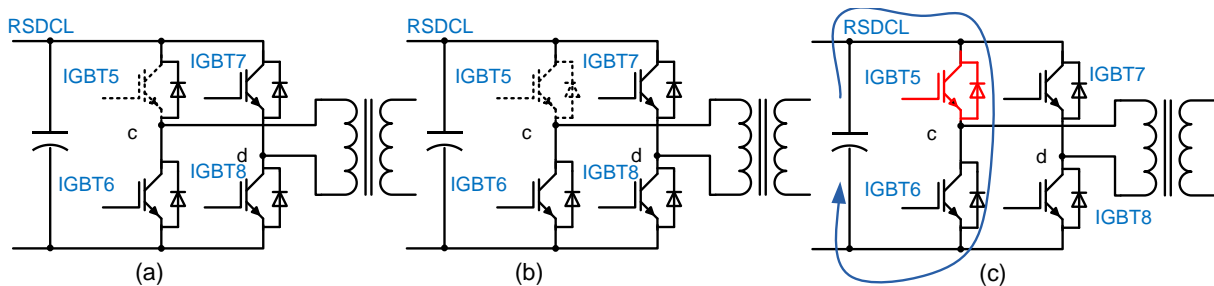 RSDCL
IGBT5
IGBT7
c
d
IGBT6
IGBT8
(a)
RSDCL
IGBT5
IGBT7
c
d
IGBT6
IGBT8
(b)
RSDCL
IGBT5
IGBT7
c
d
IGBT6
IGBT8
(c)